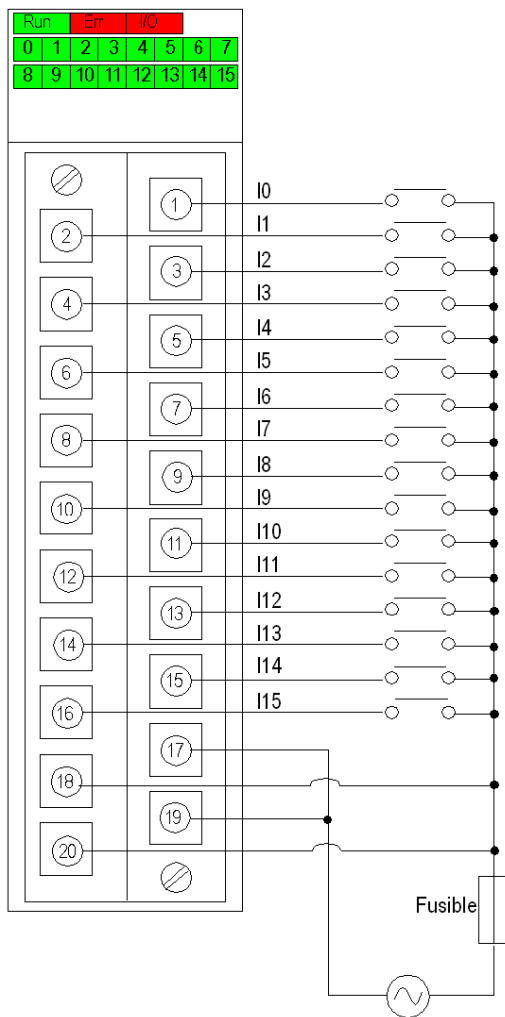 Run Err I/O
0 1 2 3 4 5 6 7
8 9 10 11 12 13 14 15
1 I0
2 I1
3 I2
4 I3
5 I4
6 I5
7 I6
8 I7
9 I8
10 I9
11 I10
12 I11
13 I12
14 I13
15 I14
16 I15
17
18
19
20
Fusible